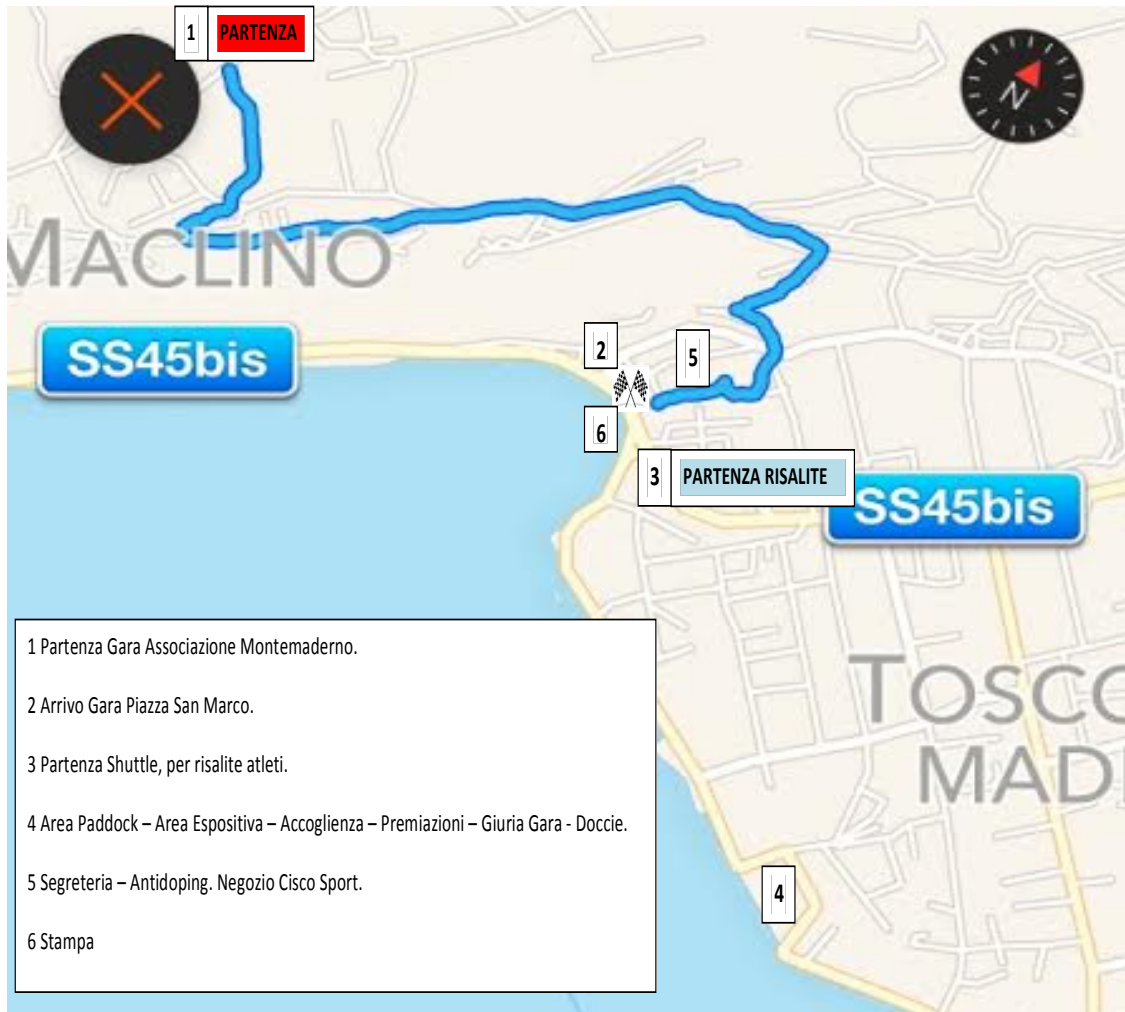 1 PARTENZA
N
MACLINO
SS45bis
2
5
6
3 PARTENZA RISALITE
SS45bis
TOSCO
MAD
4
1 Partenza Gara Associazione Montemaderno.
2 Arrivo Gara Piazza San Marco.
3 Partenza Shuttle, per risalite atleti.
4 Area Paddock – Area Espositiva – Accoglienza – Premiazioni – Giuria Gara - Doccie.
5 Segreteria – Antidoping. Negozio Cisco Sport.
6 Stampa